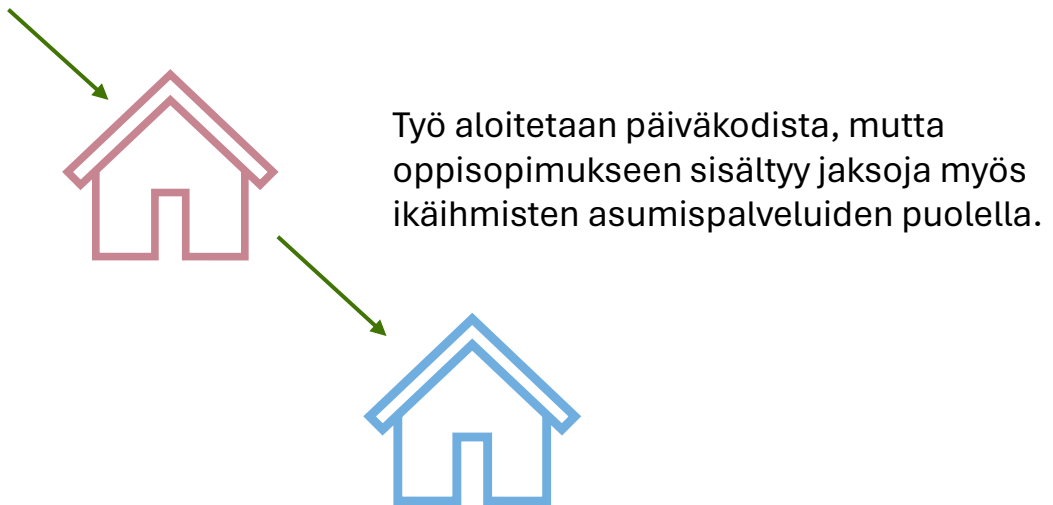 Työ aloitetaan päiväkodista, mutta
oppisopimukseen sisältyy jaksoja myös
ikäihmisten asumispalveluiden puolella.